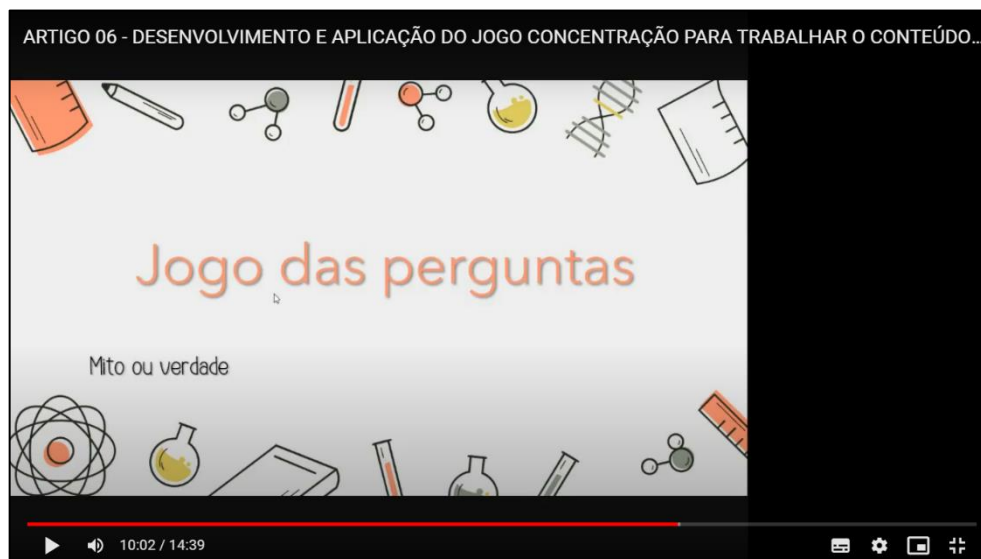 ARTIGO 06 - DESENVOLVIMENTO E APLICAÇÃO DO JOGO CONCENTRAÇÃO PARA TRABALHAR O CONTEÚDO...
Jogo das perguntas
Mito ou verdade
10:02 / 14:39